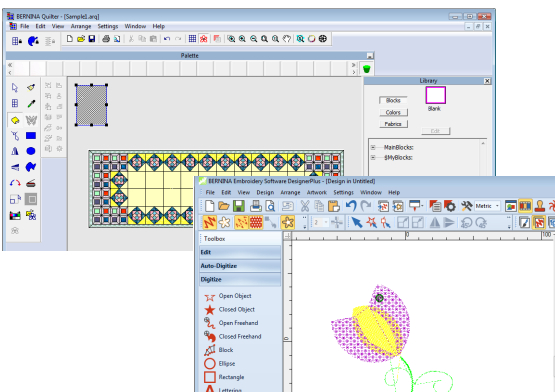 BERNINA Quilter - [Sample1.arq]
File Edit View Arrange Settings Window Help
Palette
Library
Blocks
Colors
Fabrics
Blank
Edit
MainBlocks:
$MyBlocks:
BERNINA Embroidery Software DesignerPlus - [Design in Untitled]
File Edit View Design Arrange Artwork Settings Window Help
Metric
Toolbox
Edit
Auto-Digitize
Digitize
Open Object
Closed Object
Open Freehand
Closed Freehand
Block
Ellipse
Rectangle
Lettering
0
100